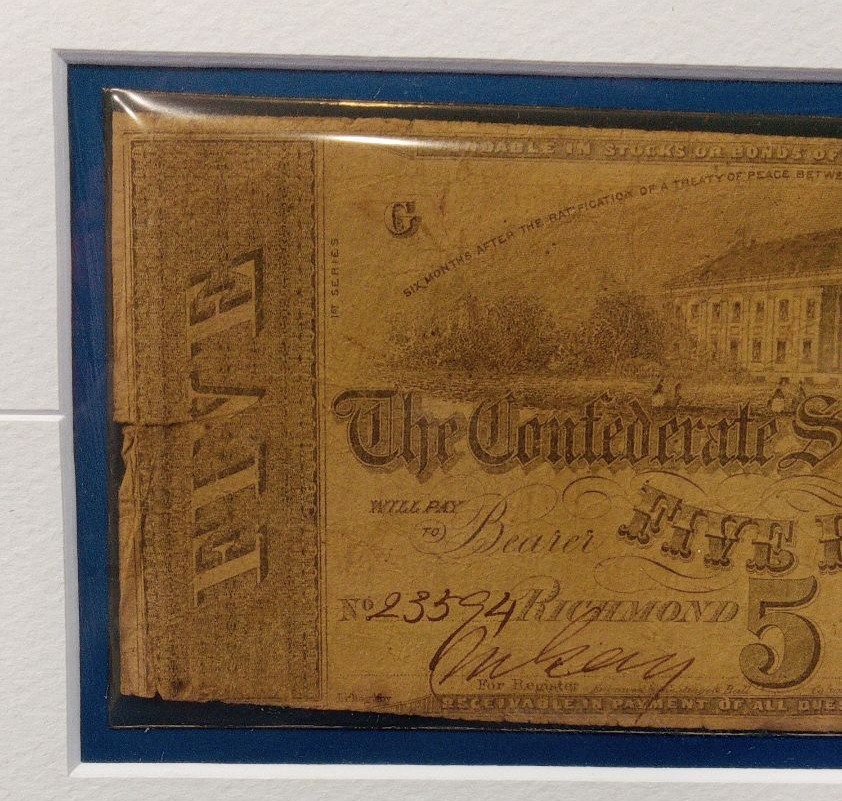 FUNDABLE IN STOCKS OR BONDS OF
SIX MONTHS AFTER THE RATIFICATION OF A TREATY OF PEACE BETWE
G
1ST SERIES
FIVE
The Confederate S
WILL PAY
TO Bearer
FIVE
No 23594 RICHMOND 5
For Register
RECEIVABLE IN PAYMENT OF ALL DUES